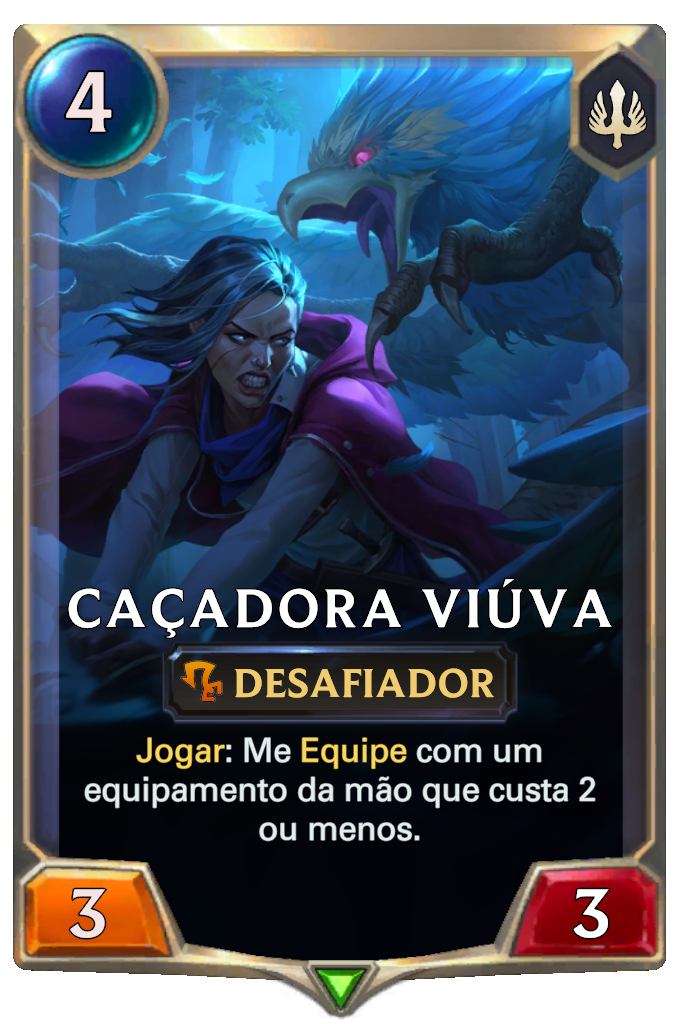 4
CAÇADORA VIÚVA
DESAFIADOR
Jogar: Me Equipe com um
equipamento da mão que custa 2
ou menos.
3
3